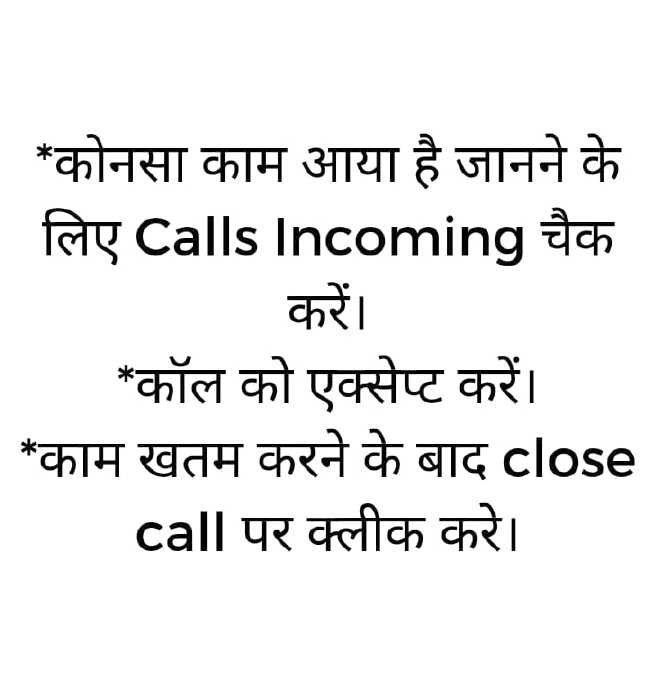 *कोनसा काम आया है जानने के
लिए Calls Incoming चैक
करें।
*कॉल को एक्सेप्ट करें।
*काम खतम करने के बाद close
call पर क्लीक करे।